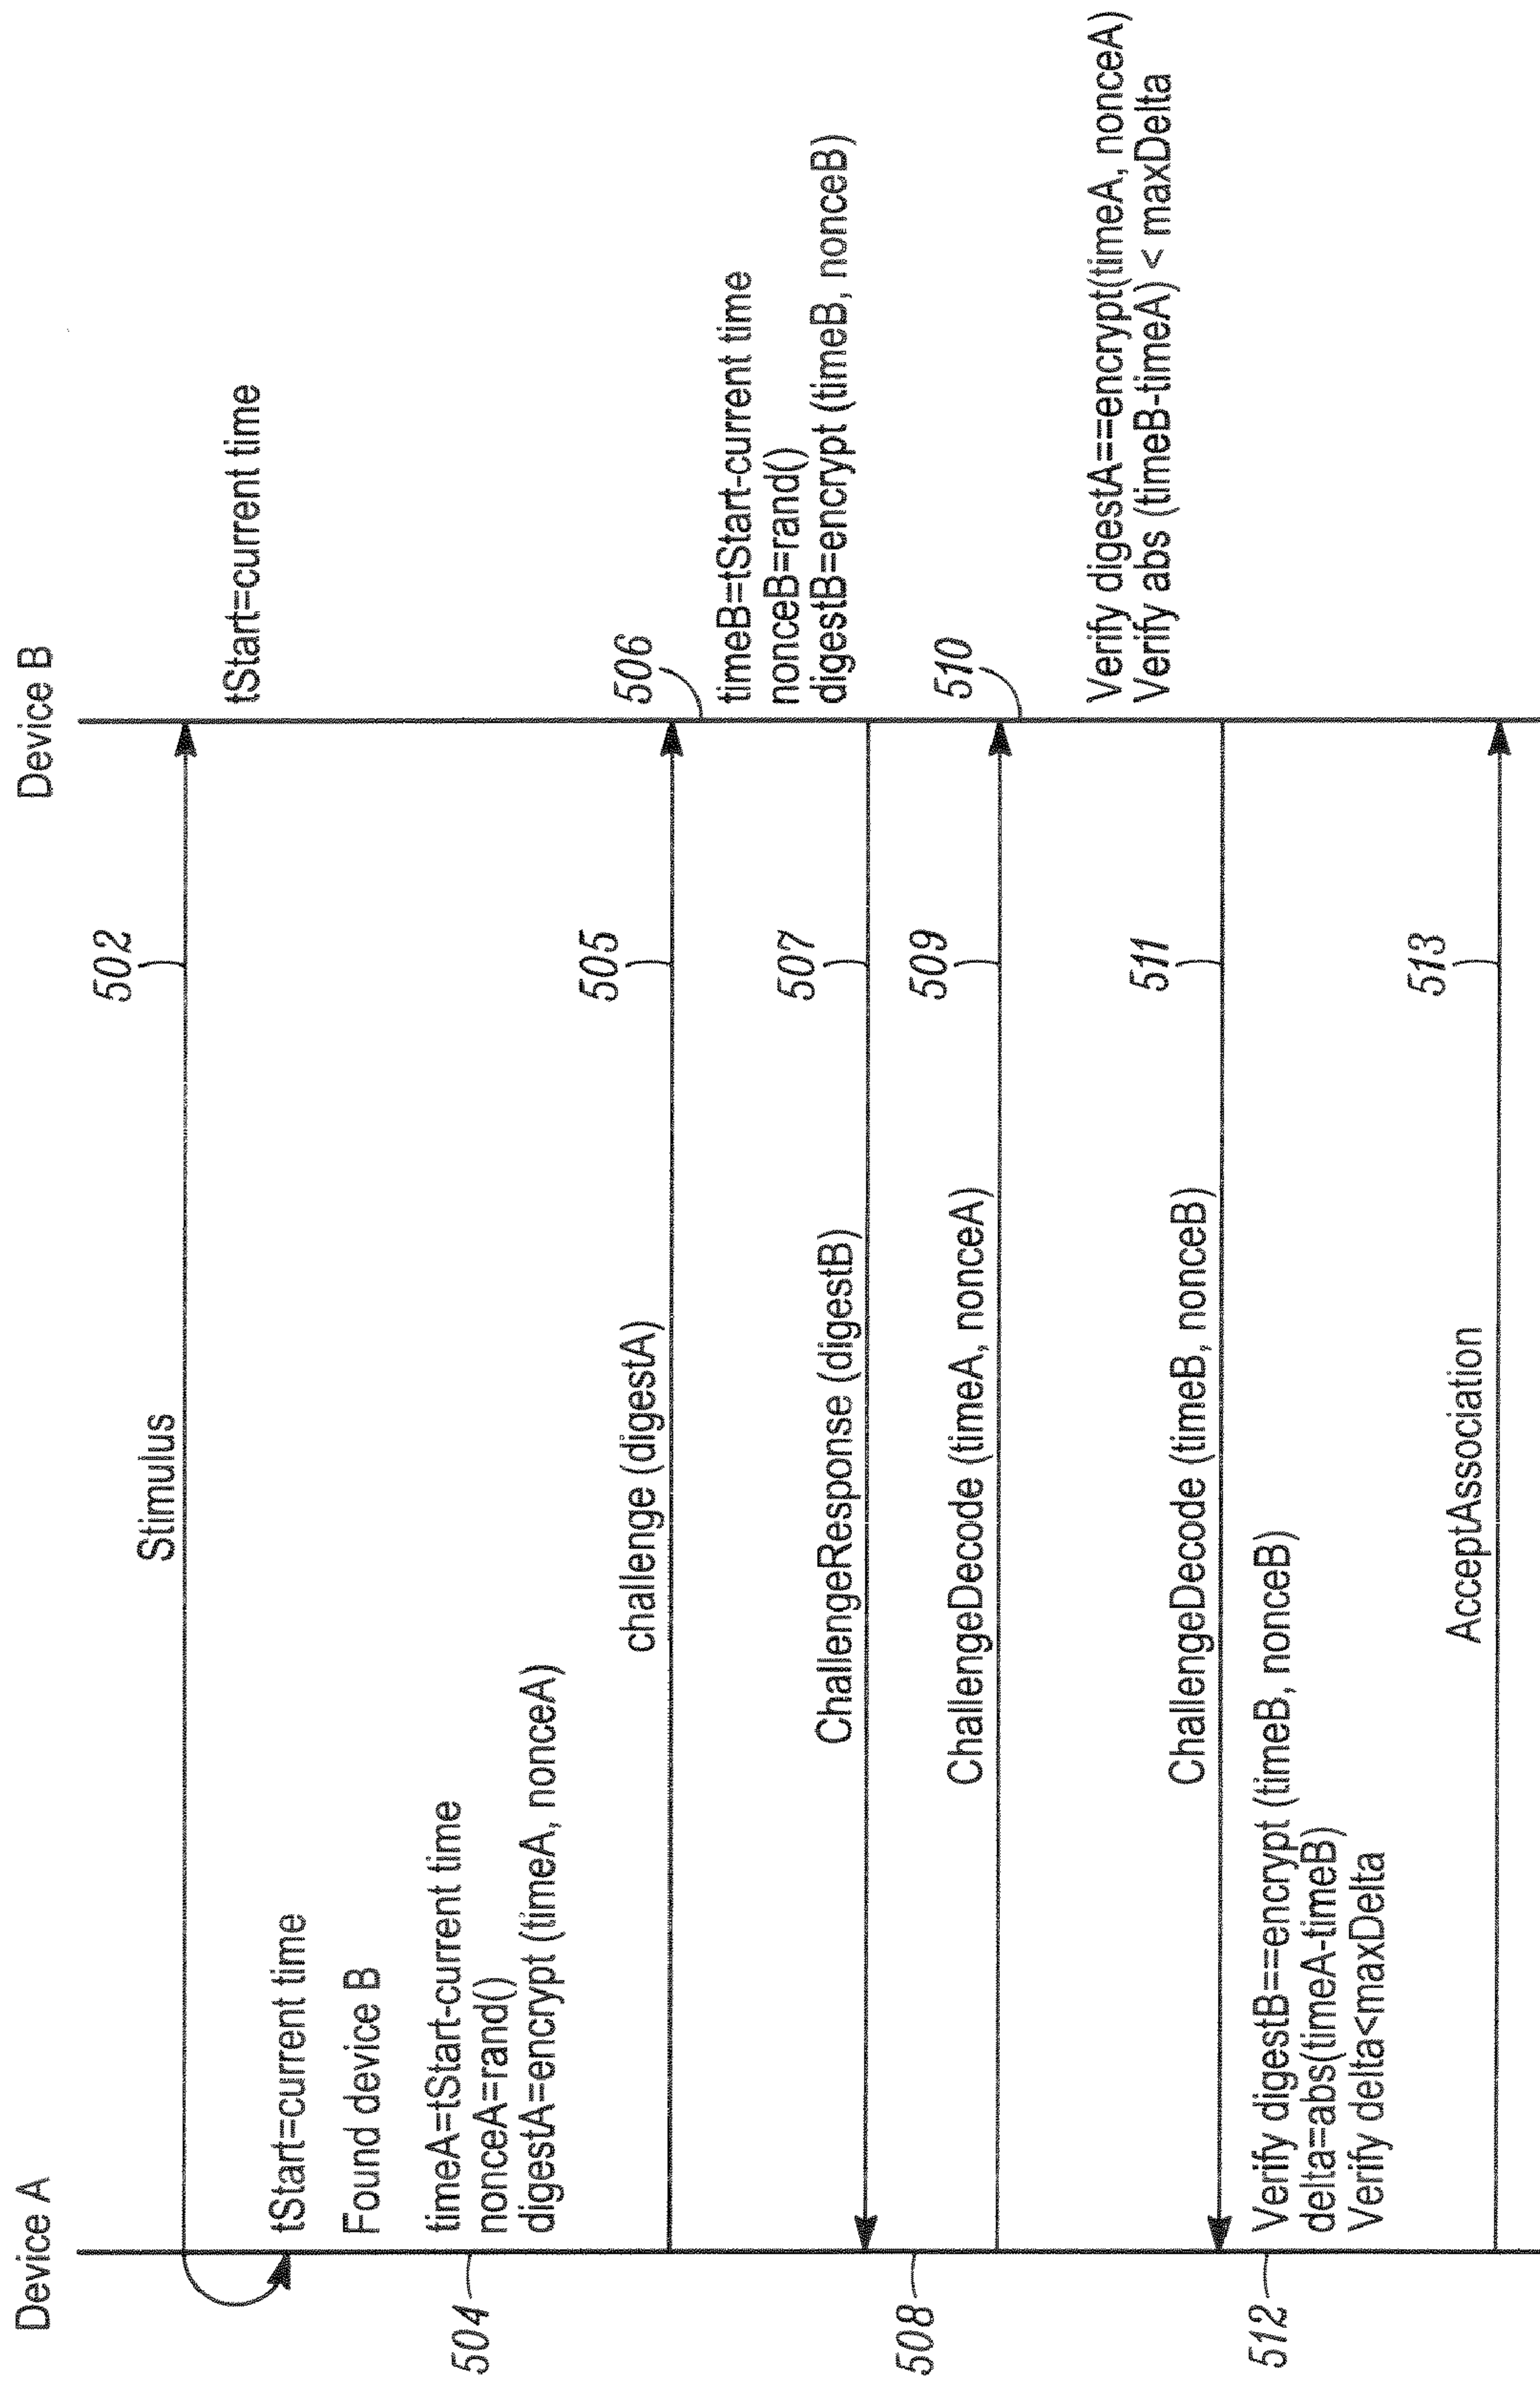 Device A
Device B
502
Stimulus
tStart=current time
tStart=current time
Found device B
504
timeA=tStart-current time
nonceA=rand()
digestA=encrypt (timeA, nonceA)
505
challenge (digestA)
506
timeB=tStart-current time
nonceB=rand()
digestB=encrypt (timeB, nonceB)
507
ChallengeResponse (digestB)
508
509
ChallengeDecode (timeA, nonceA)
510
Verify digestA==encrypt(timeA, nonceA)
Verify abs (timeB-timeA) < maxDelta
511
ChallengeDecode (timeB, nonceB)
512
Verify digestB==encrypt (timeB, nonceB)
delta=abs(timeA-timeB)
Verify delta<maxDelta
513
AcceptAssociation